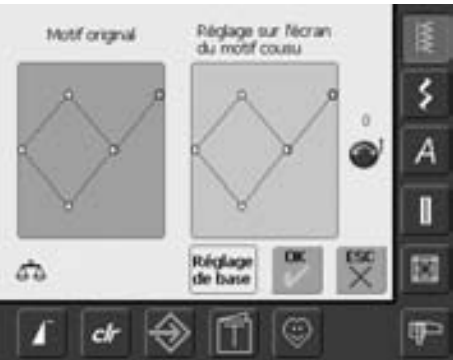 Motif original
Réglage sur l'écran
du motif cousu
0
A
Réglage
de base
OK
ESC
clr